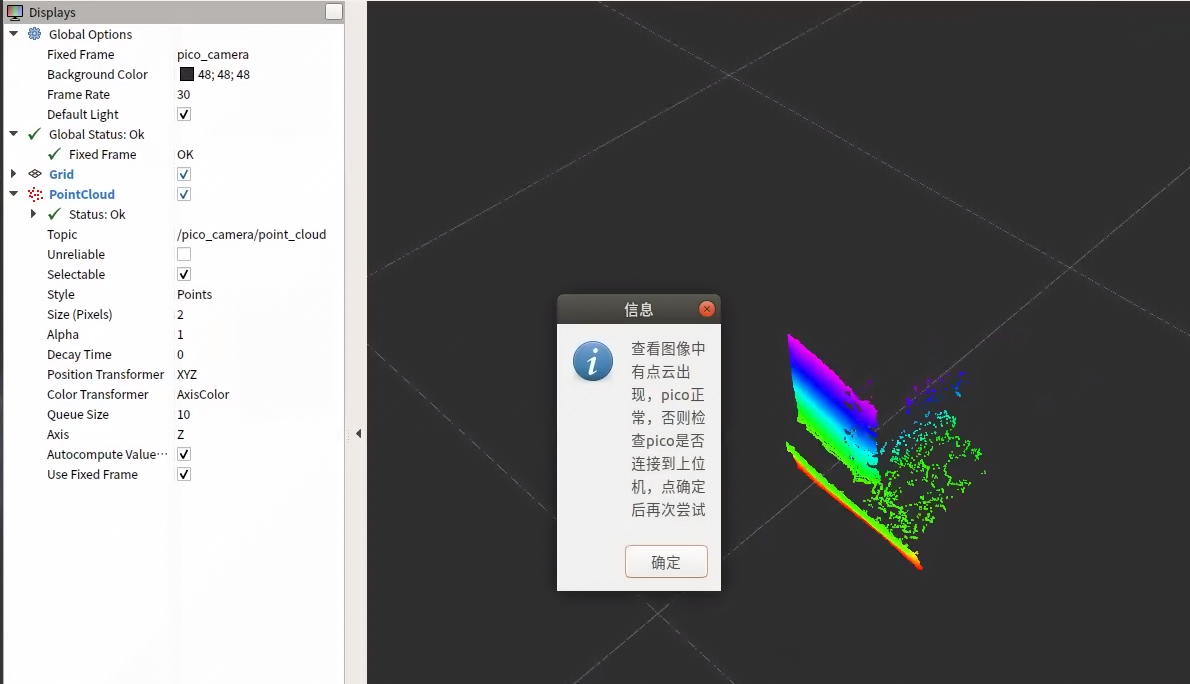 Displays
Global Options
Fixed Frame pico_camera
Background Color 48; 48; 48
Frame Rate 30
Default Light
Global Status: Ok
Fixed Frame OK
Grid
PointCloud
Status: Ok
Topic /pico_camera/point_cloud
Unreliable
Selectable
Style Points
Size (Pixels) 2
Alpha 1
Decay Time 0
Position Transformer XYZ
Color Transformer AxisColor
Queue Size 10
Axis Z
Autocompute Value···
Use Fixed Frame
信息
查看图像中
有点云出
现，pico正
常，否则检
查pico是否
连接到上位
机，点确定
后再次尝试
确定